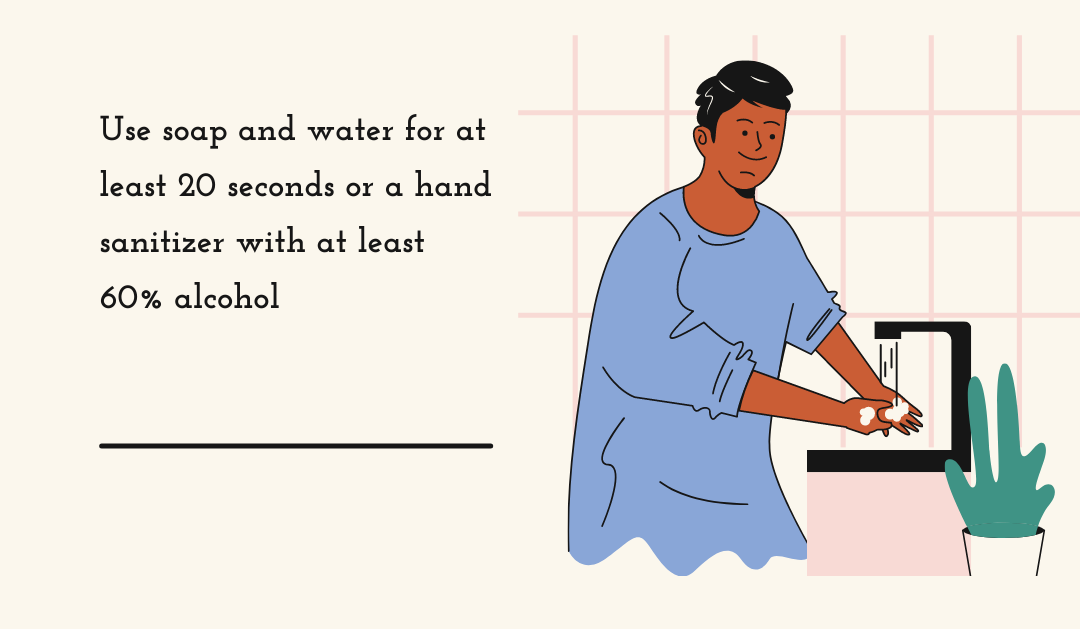 Use soap and water for at
least 20 seconds or a hand
sanitizer with at least
60% alcohol